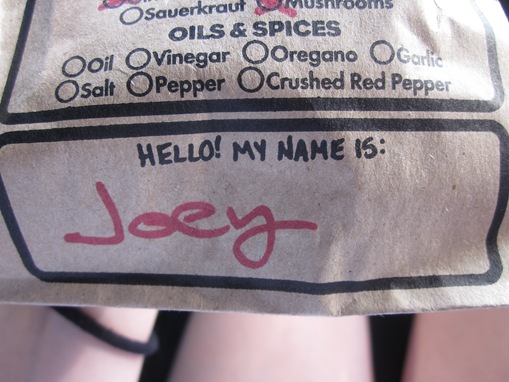 Sauerkraut Mushrooms
OILS & SPICES
Oil Vinegar Oregano Garlic
Salt Pepper Crushed Red Pepper
HELLO! MY NAME IS:
Joey